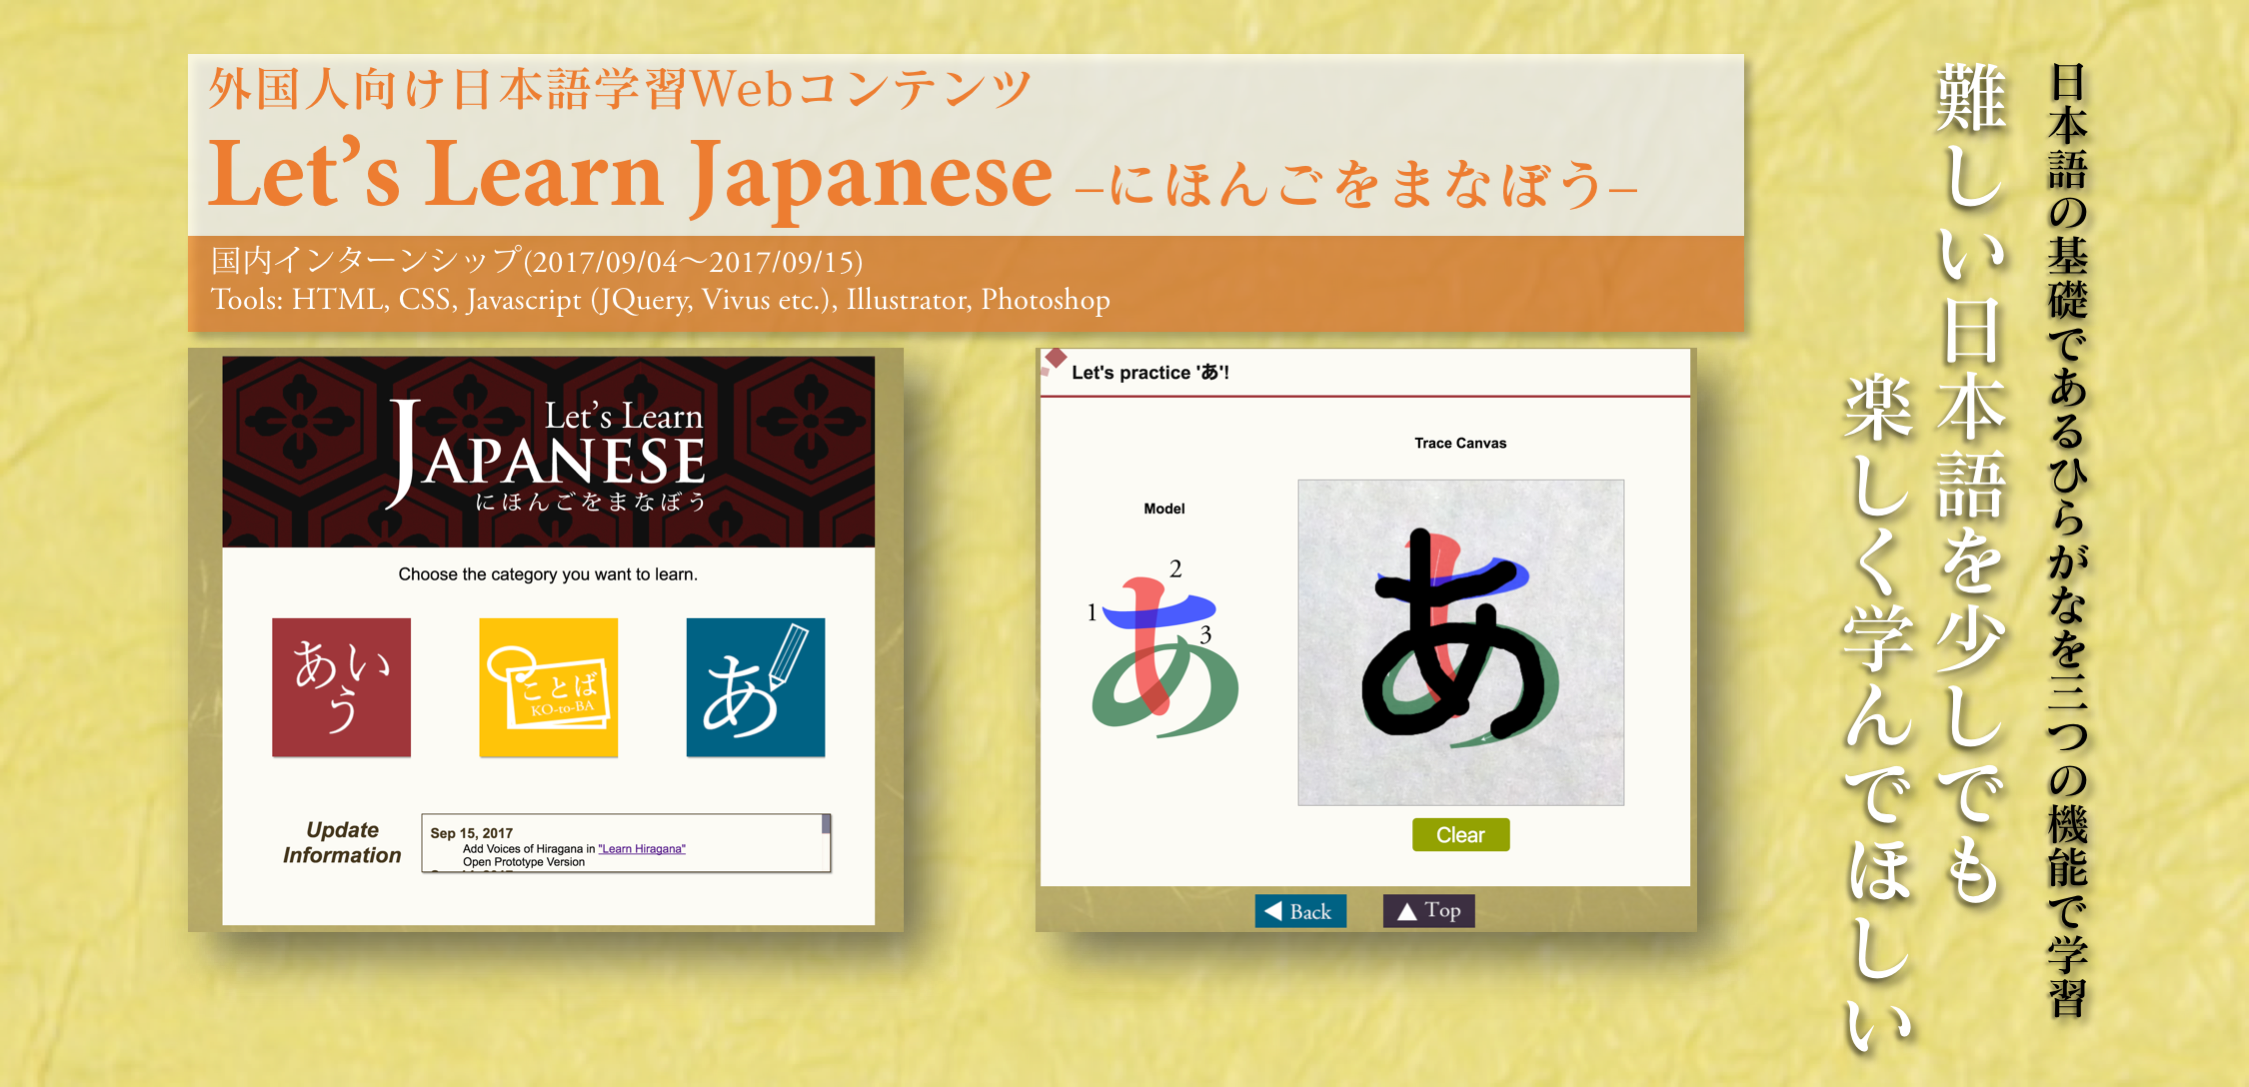 外国人向け日本語学習Webコンテンツ
Let’s Learn Japanese –にほんごをまなぼう–
国内インターンシップ(2017/09/04〜2017/09/15)
Tools: HTML, CSS, Javascript (JQuery, Vivus etc.), Illustrator, Photoshop
日本語の基礎であるひらがなを三つの機能で学習
難しい日本語を少しでも
楽しく学んでほしい
Let’s Learn
JAPANESE
にほんごをまなぼう
Choose the category you want to learn.
あい
う
ことば
KO-to-BA
あ
Update
Information
Sep 15, 2017
Add Voices of Hiragana in "Learn Hiragana"
Open Prototype Version
Let's practice 'あ'!
Model
1
2
3
あ
Trace Canvas
あ
Clear
Back
Top